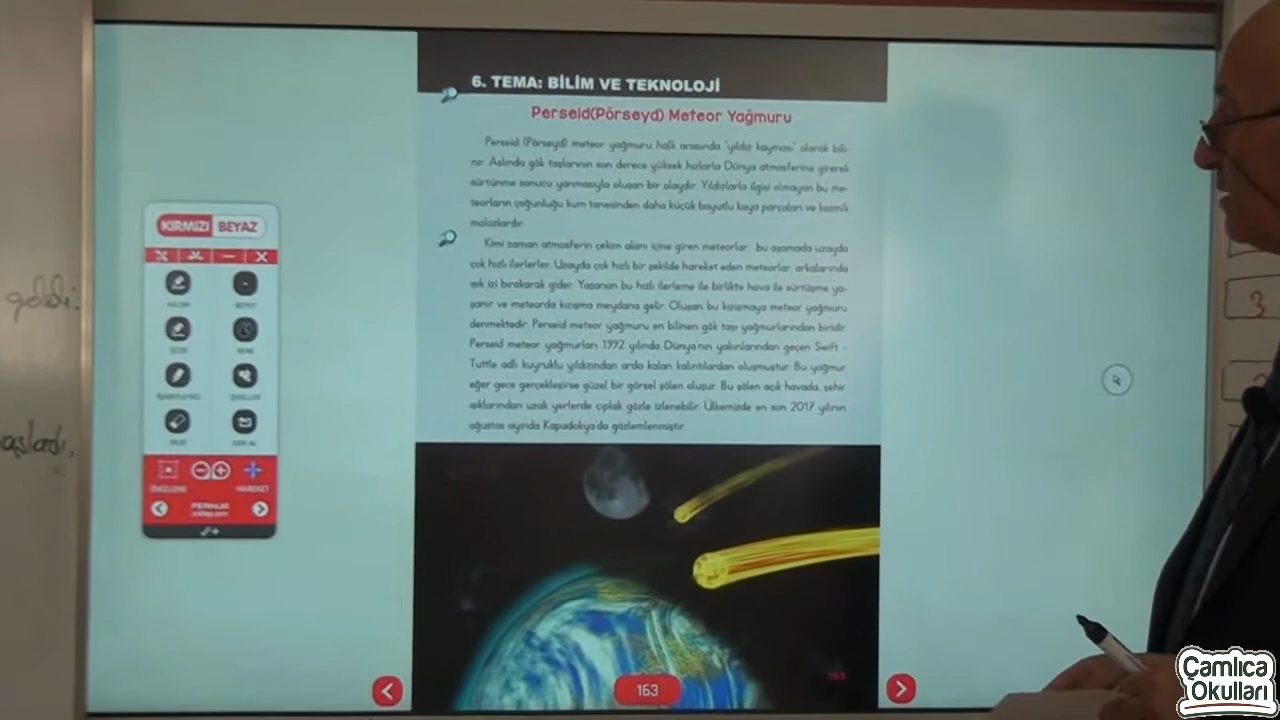 6. TEMA: BİLİM VE TEKNOLOJİ
Perseid(Pörseyd) Meteor Yağmuru
Perseid (Pörseyd) meteor yağmuru halk arasında 'yıldız kayması' olarak bili-
nir. Aslında gök taşlarının son derece yüksek hızlarla Dünya atmosferine girerek
sürtünme sonucu yanmasıyla oluşan bir olaydır. Yıldızlarla ilgisi olmayan bu me-
teorların çoğunluğu kum tanesinden daha küçük boyutlu kaya parçaları ve kozmik
molozlardır.
Kimi zaman atmosferin çekim alanı içine giren meteorlar, bu aşamada uzayda
çok hızlı ilerlerler. Uzayda çok hızlı bir şekilde hareket eden meteorlar, arkalarında
ışık izi bırakarak gider. Yaşanan bu hızlı ilerleme ile birlikte hava ile sürtüşme ya-
şanır ve meteorda kızışma meydana gelir. Oluşan bu kızışmaya meteor yağmuru
denmektedir. Perseid meteor yağmuru en bilinen gök taşı yağmurlarından biridir.
Perseid meteor yağmurları 1992 yılında Dünya'nın yakınlarından geçen Swift -
Tuttle adlı kuyruklu yıldızından arda kalan kalıntılardan oluşmuştur. Bu yağmur
eğer gece gerçekleşirse güzel bir görsel şölen oluşur. Bu şölen açık havada, şehir
ışıklarından uzak yerlerde çıplak gözle izlenebilir. Ülkemizde en son 2017 yılının
ağustos ayında Kapadokya'da gözlemlenmiştir.
KIRMIZI BEYAZ
HAREKET
geldi.
başladı.
3
163
163
Çamlıca
Okulları